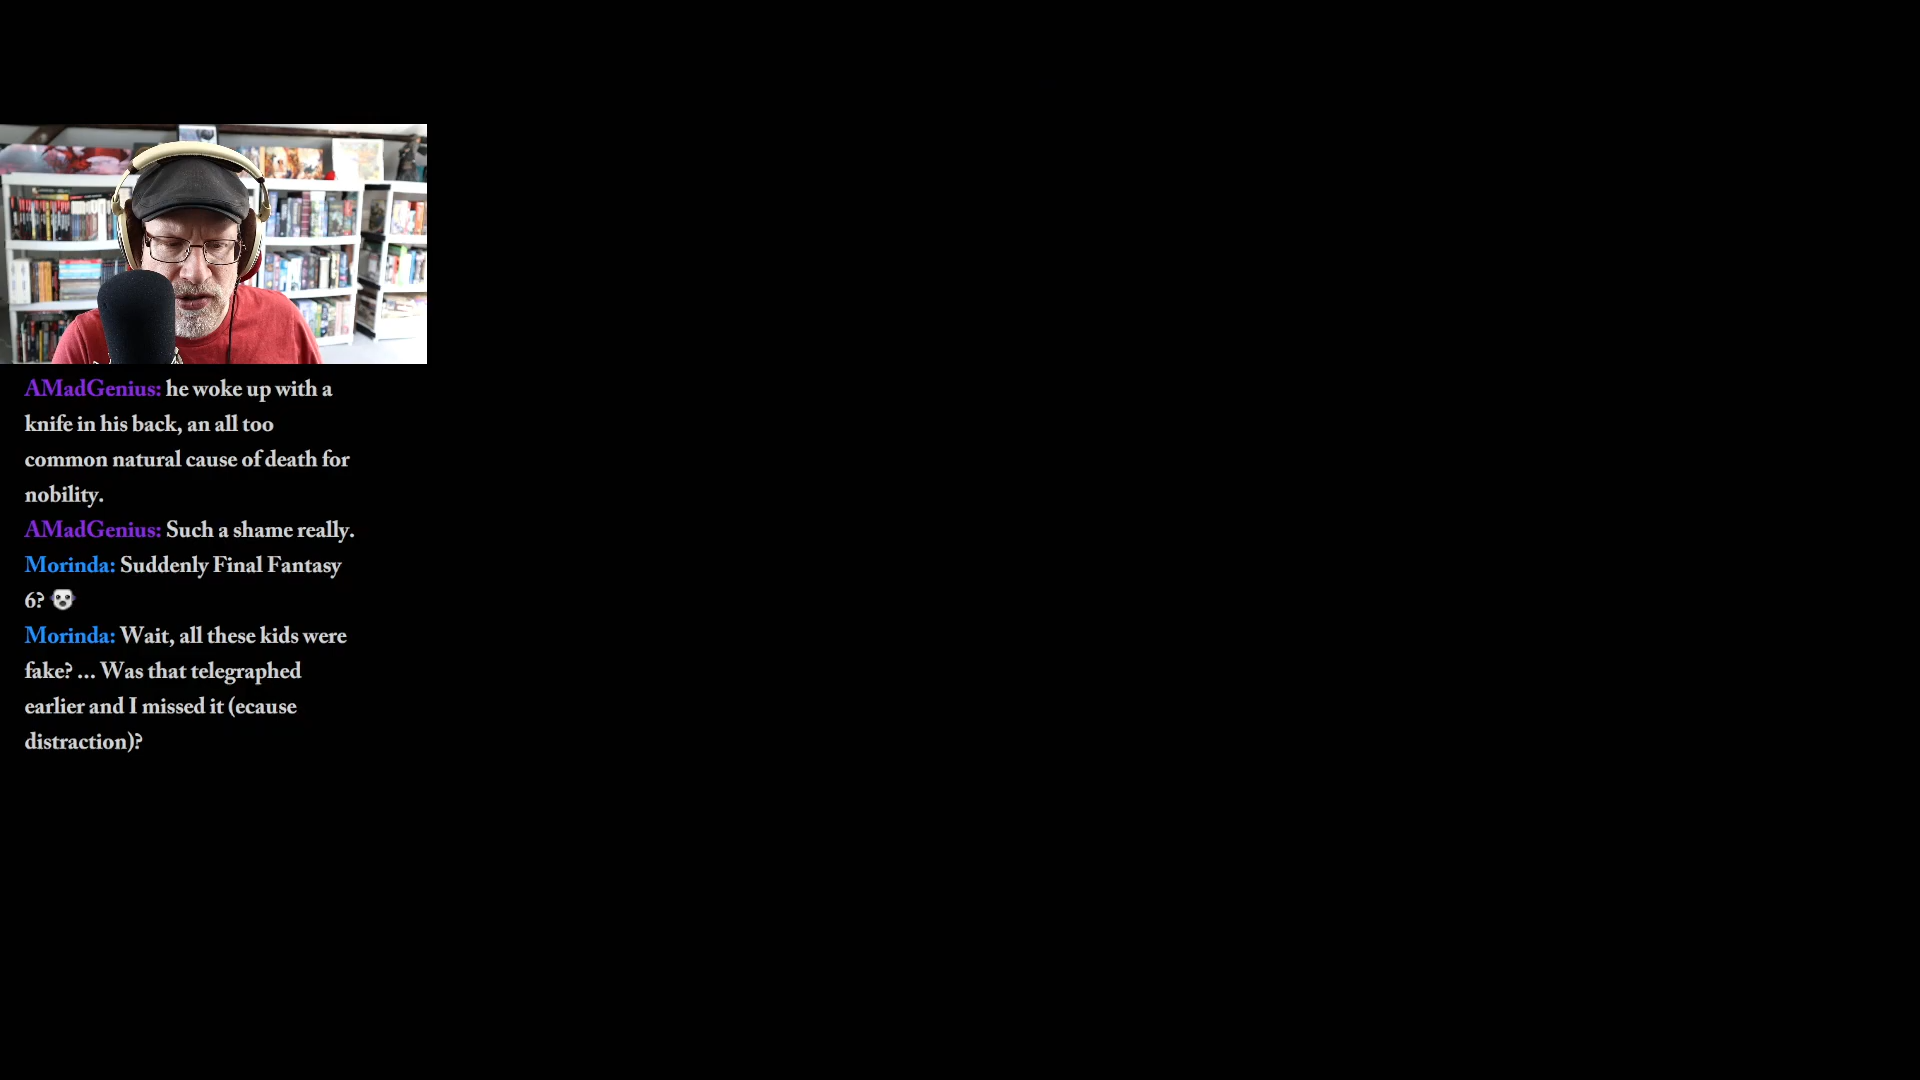 AMadGenius: he woke up with a
knife in his back, an all too
common natural cause of death for
nobility.
AMadGenius: Such a shame really.
Morinda: Suddenly Final Fantasy
6?
Morinda: Wait, all these kids were
fake? ... Was that telegraphed
earlier and I missed it (ecause
distraction)?